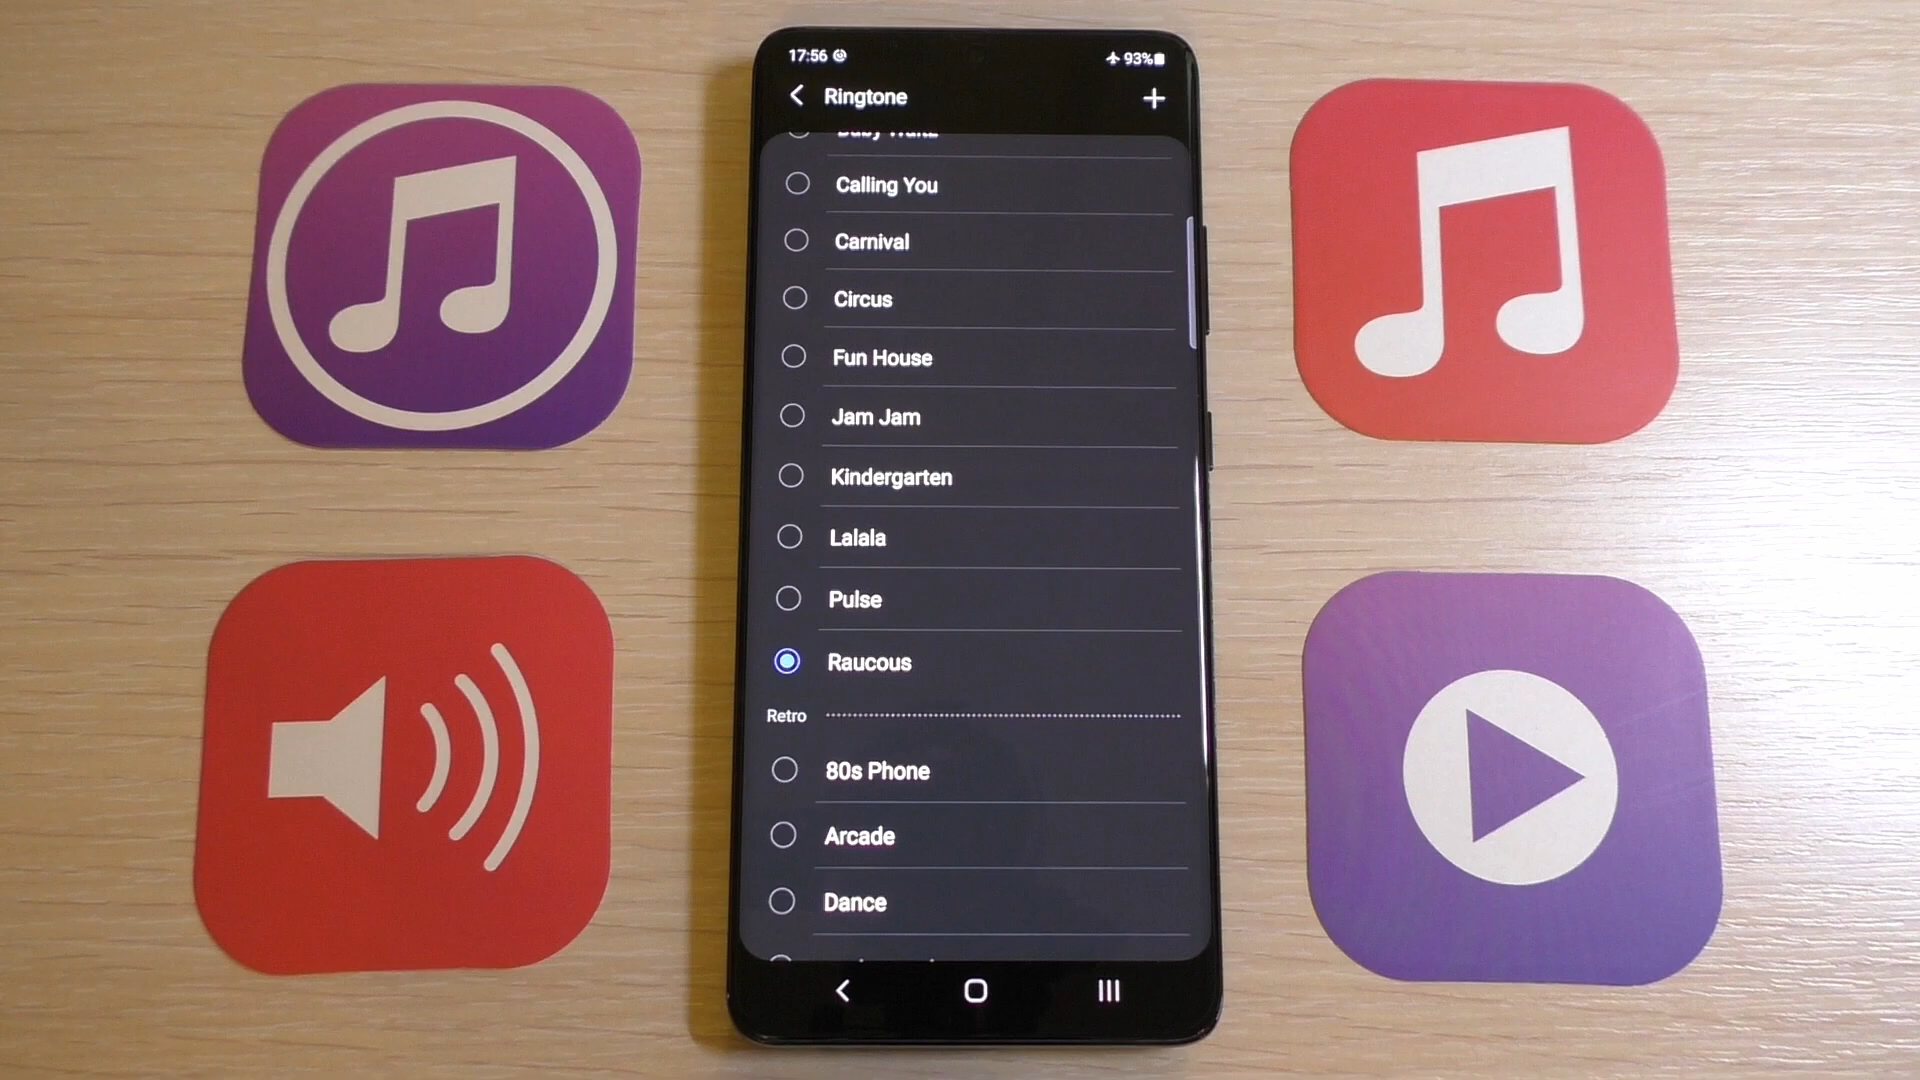 17:56 93%
Ringtone
Calling You
Carnival
Circus
Fun House
Jam Jam
Kindergarten
Lalala
Pulse
Raucous
Retro
80s Phone
Arcade
Dance